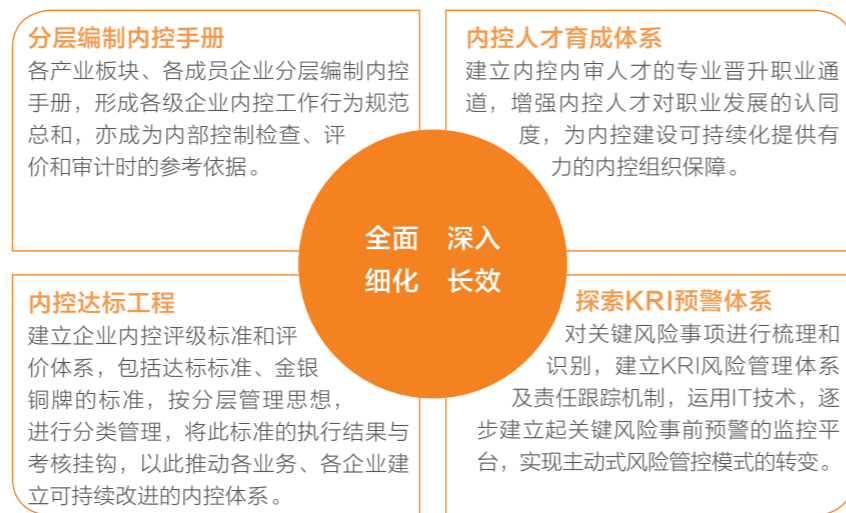 分层编制内控手册
各产业板块、各成员企业分层编制内控
手册，形成各级企业内控工作行为规范
总和，亦成为内部控制检查、评
价和审计时的参考依据。
内控人才育成体系
建立内控内审人才的专业晋升职业通
道，增强内控人才对职业发展的认同
度，为内控建设可持续化提供有
力的内控组织保障。
全面 深入
细化 长效
内控达标工程
建立企业内控评级标准和评
价体系，包括达标标准、金银
铜牌的标准，按分层管理思想，
进行分类管理，将此标准的执行结果与
考核挂钩，以此推动各业务、各企业建
立可持续改进的内控体系。
探索KRI预警体系
对关键风险事项进行梳理和
识别，建立KRI风险管理体系
及责任跟踪机制，运用IT技术，逐
步建立起关键风险事前预警的监控平
台，实现主动式风险管控模式的转变。